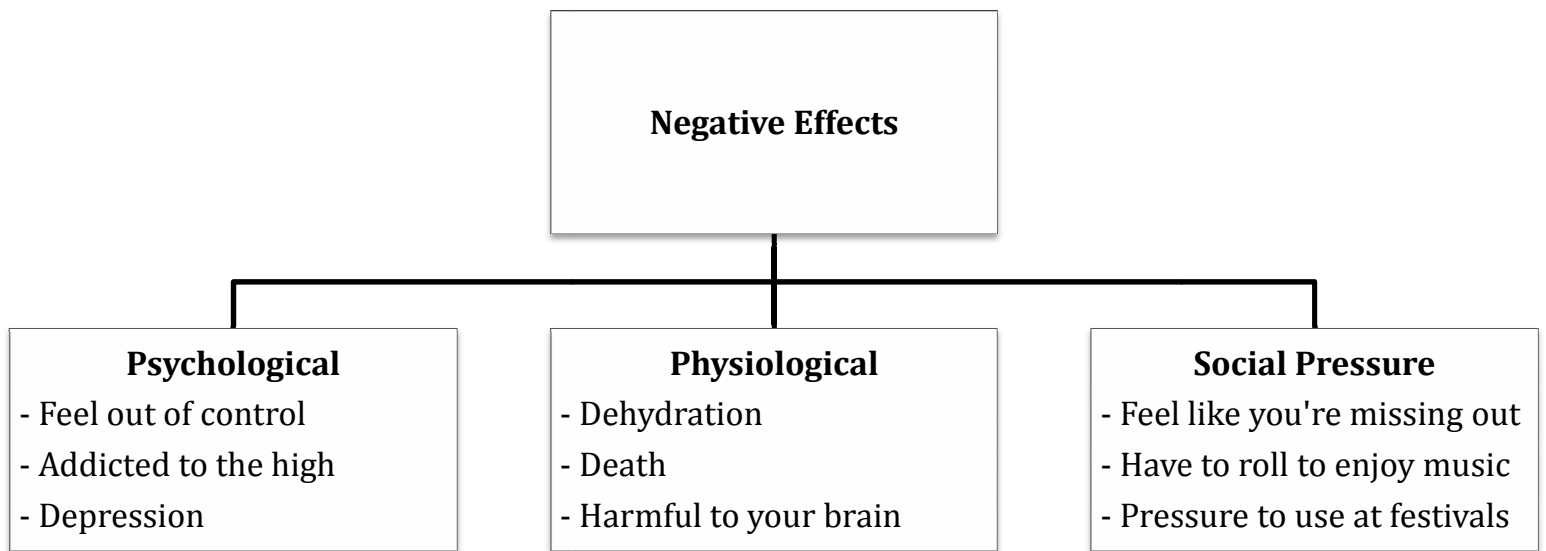 Negative Effects
Psychological
- Feel out of control
- Addicted to the high
- Depression
Physiological
- Dehydration
- Death
- Harmful to your brain
Social Pressure
- Feel like you're missing out
- Have to roll to enjoy music
- Pressure to use at festivals